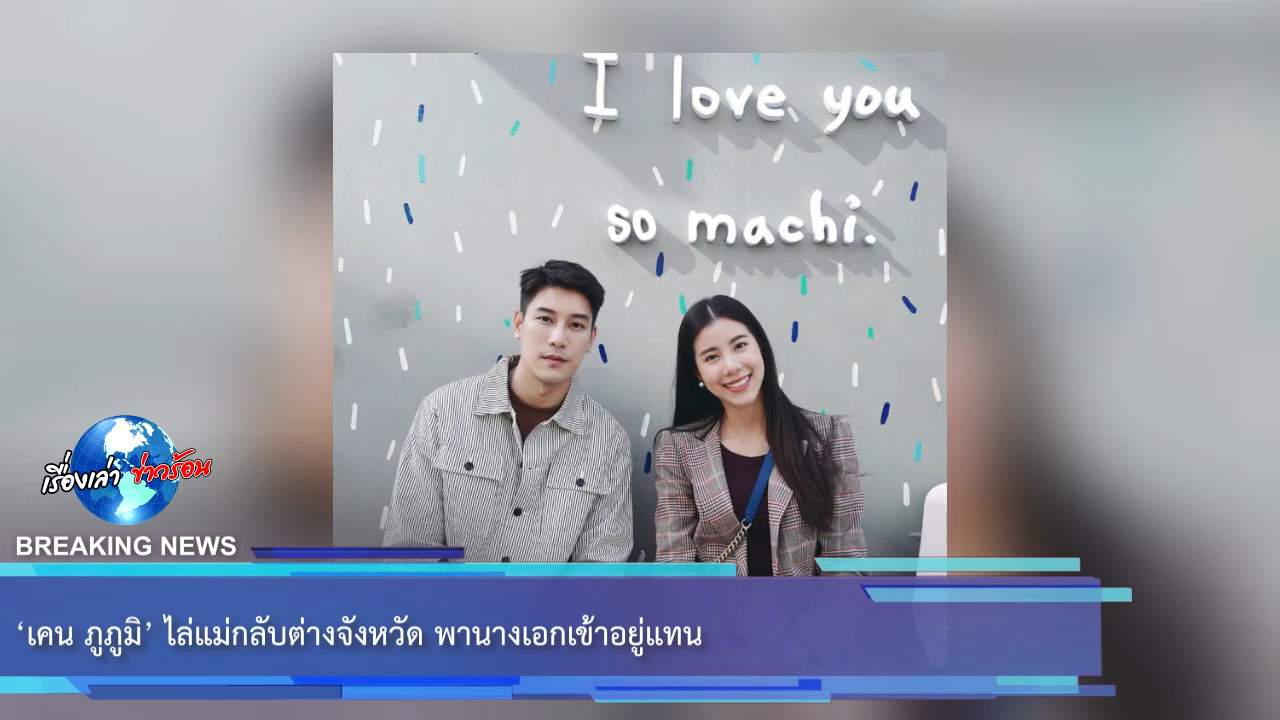 I love you
so machi.
เรื่องเล่า ข่าวร้อน
BREAKING NEWS
‘เคน ภูภูมิ’ ไล่แม่กลับต่างจังหวัด พานางเอกเข้าอยู่แทน